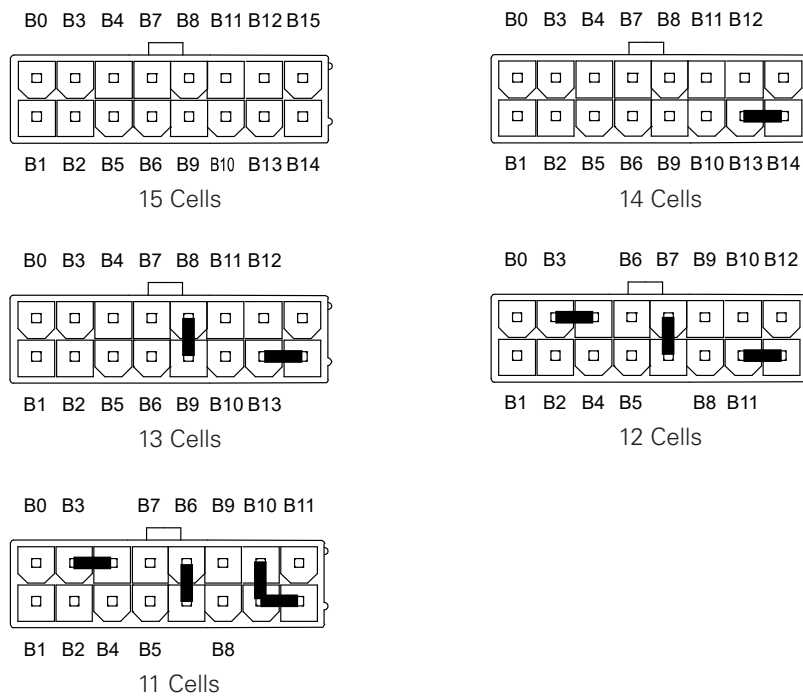 B0 B3 B4 B7 B8 B11 B12 B15
B1 B2 B5 B6 B9 B10 B13 B14
15 Cells
B0 B3 B4 B7 B8 B11 B12
B1 B2 B5 B6 B9 B10 B13 B14
14 Cells
B0 B3 B4 B7 B8 B11 B12
B1 B2 B5 B6 B9 B10 B13
13 Cells
B0 B3 B6 B7 B9 B10 B12
B1 B2 B4 B5 B8 B11
12 Cells
B0 B3 B7 B6 B9 B10 B11
B1 B2 B4 B5 B8
11 Cells